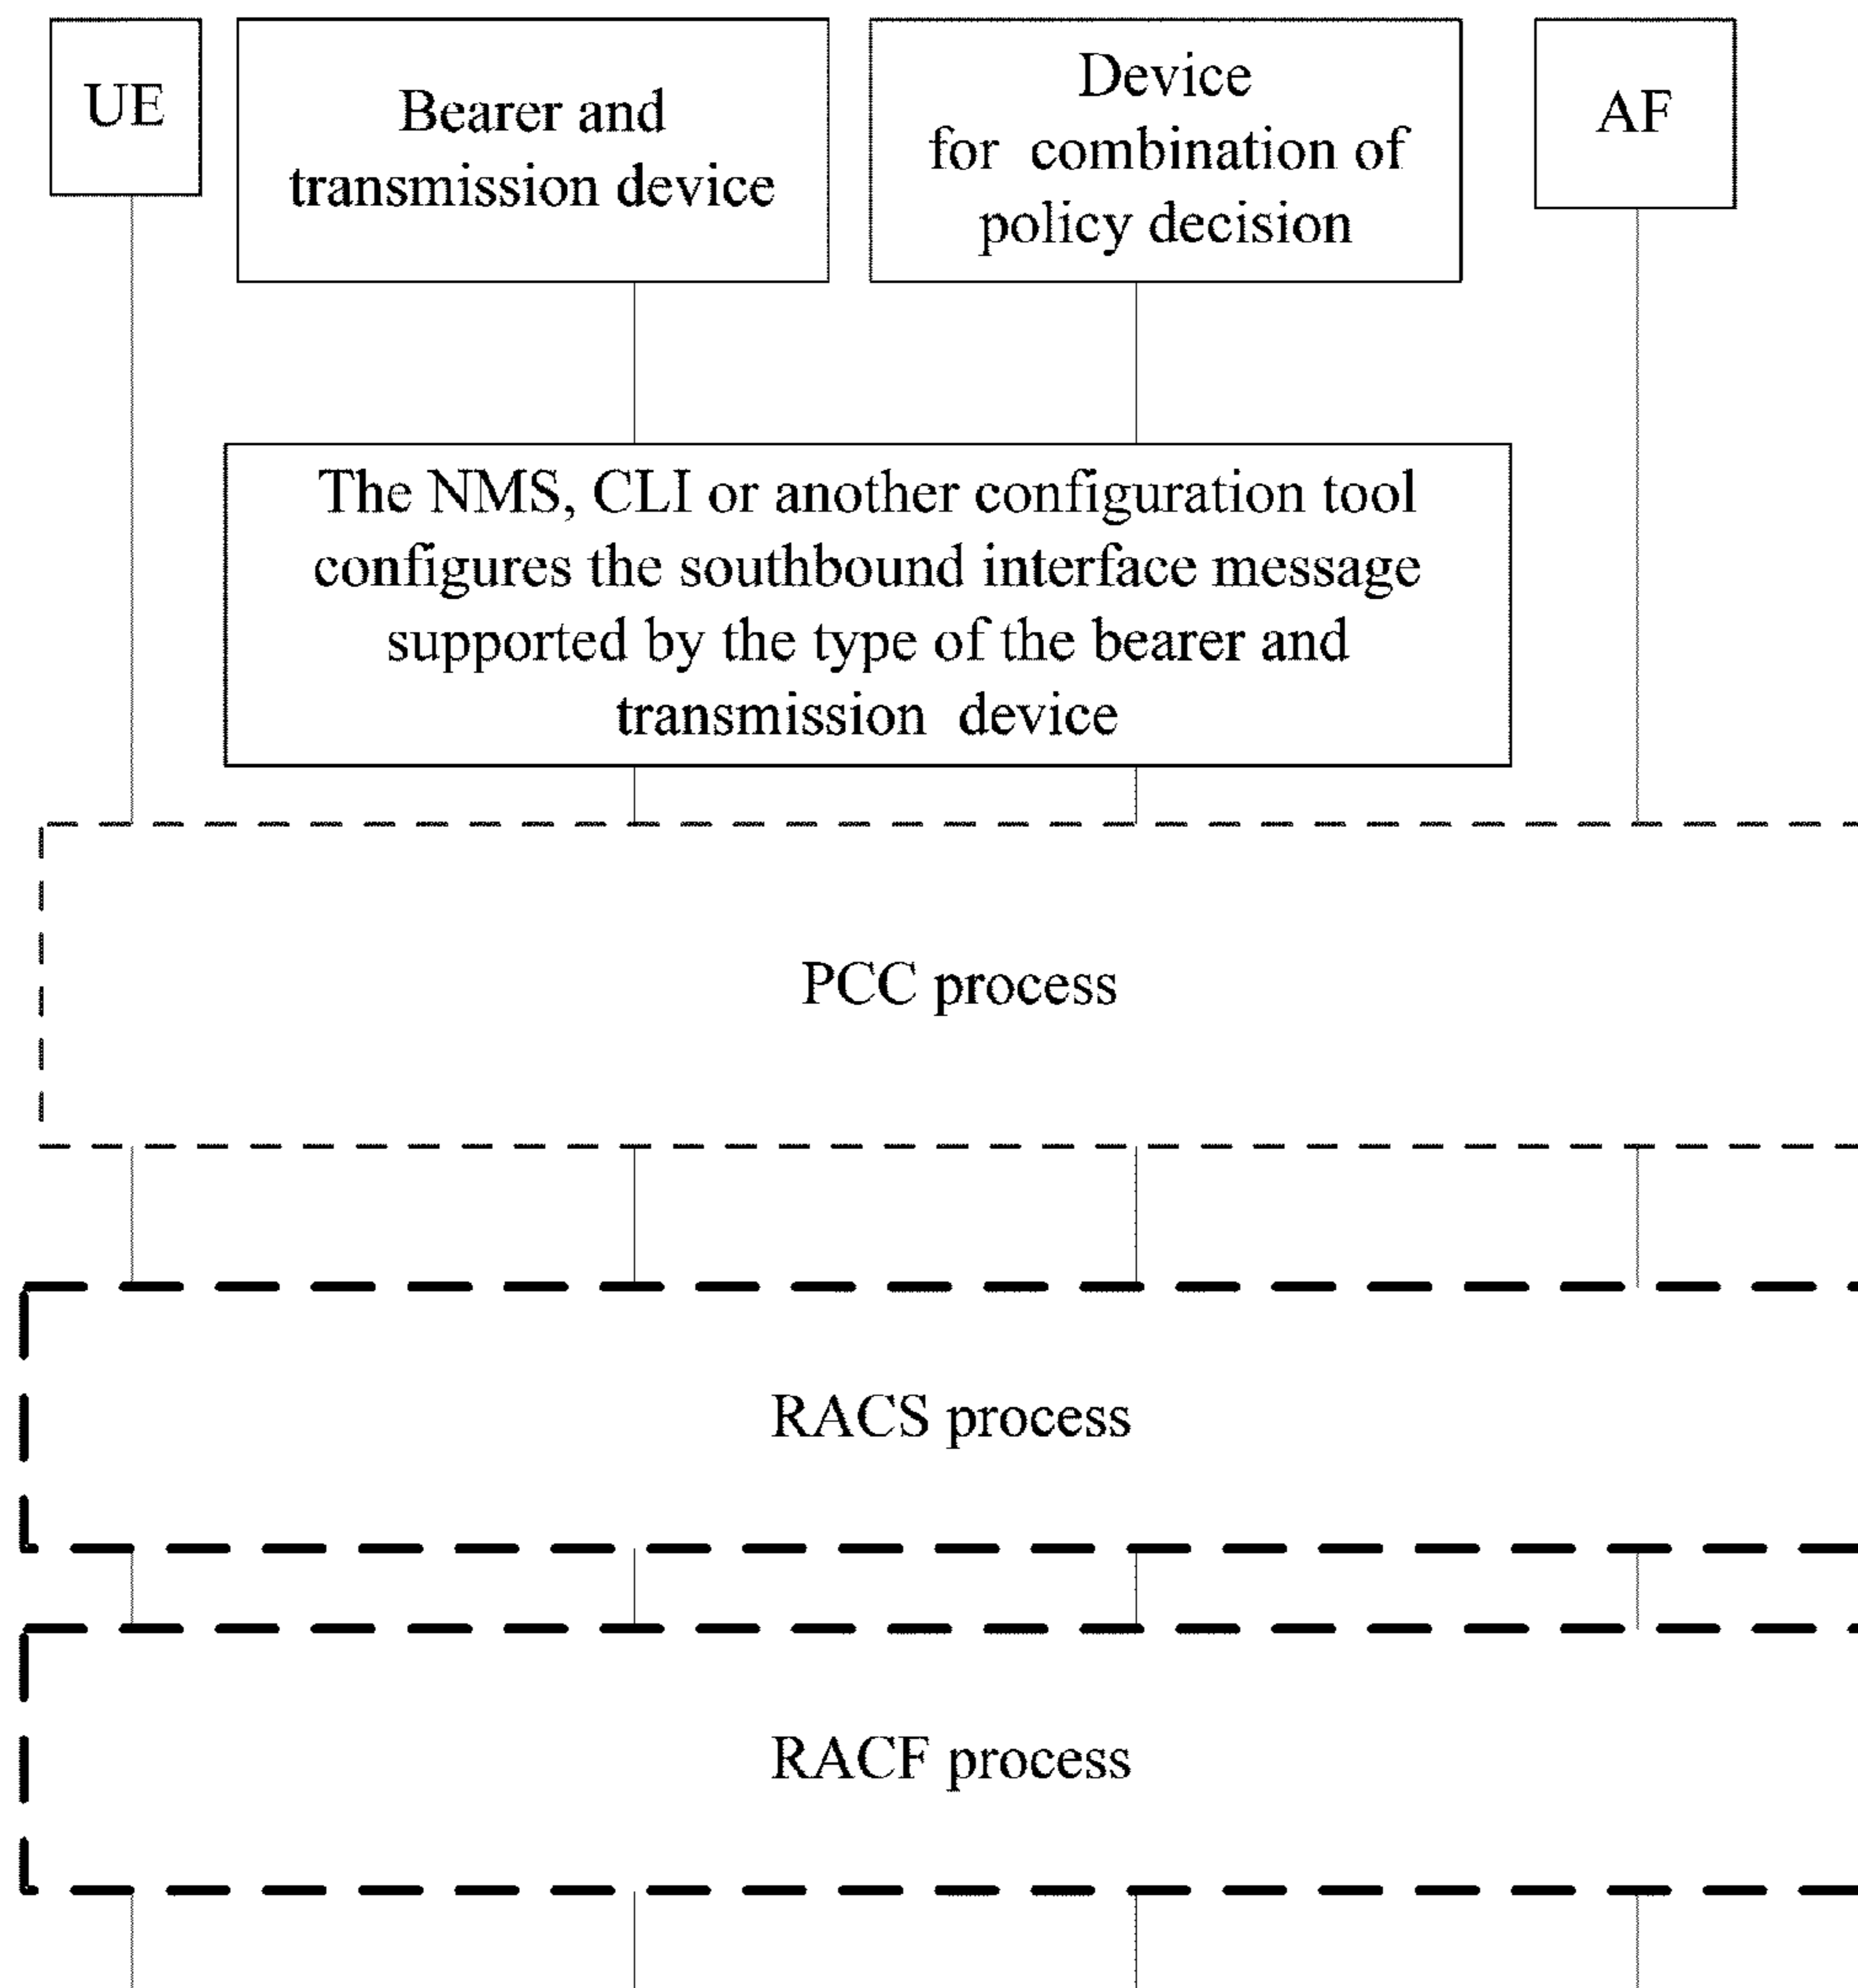 UE
Bearer and
transmission device
Device
for combination of
policy decision
AF
The NMS, CLI or another configuration tool
configures the southbound interface message
supported by the type of the bearer and
transmission device
PCC process
RACS process
RACF process